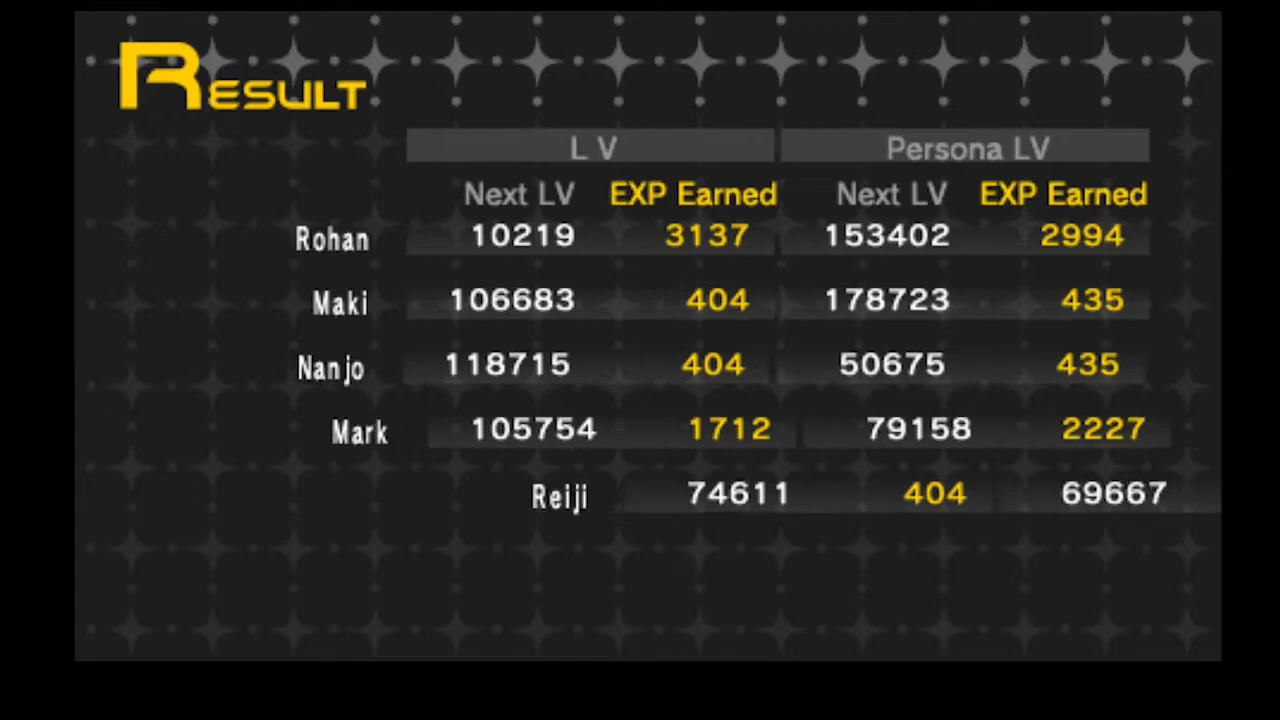 RESULT
LV Persona LV
Next LV EXP Earned Next LV EXP Earned
Rohan 10219 3137 153402 2994
Maki 106683 404 178723 435
Nanjo 118715 404 50675 435
Mark 105754 1712 79158 2227
Reiji 74611 404 69667